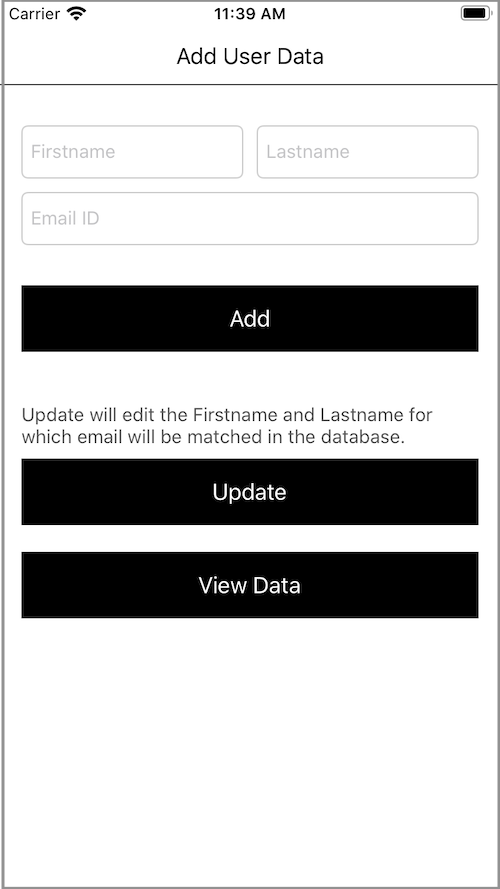 Carrier 11:39 AM
Add User Data
Firstname Lastname
Email ID
Add
Update will edit the Firstname and Lastname for
which email will be matched in the database.
Update
View Data